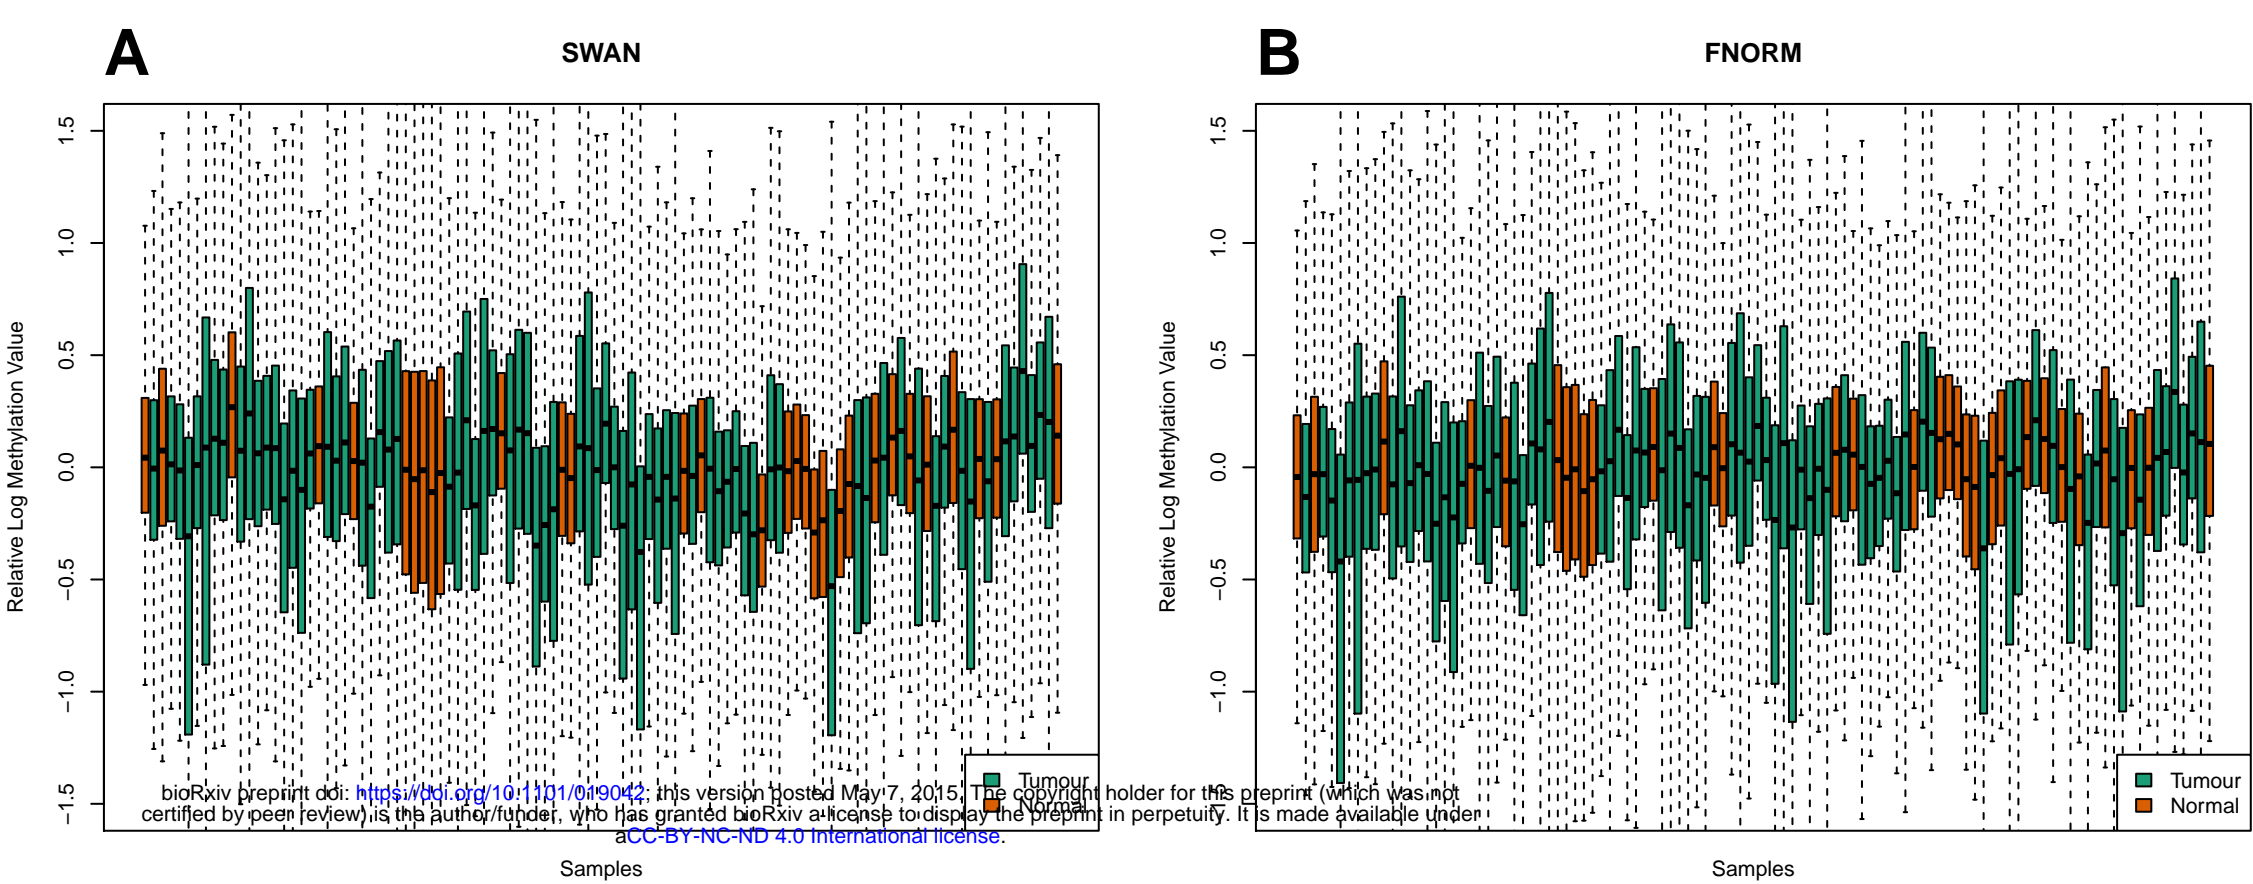 A
SWAN
1.5
1.0
0.5
0.0
−0.5
−1.0
−1.5
Relative Log Methylation Value
Samples
Tumour
Normal
B
FNORM
1.5
1.0
0.5
0.0
−0.5
−1.0
−1.5
Relative Log Methylation Value
Samples
Tumour
Normal
bioRxiv preprint doi: https://doi.org/10.1101/019042; this version posted May 7, 2015. The copyright holder for this preprint (which was not
certified by peer review) is the author/funder, who has granted bioRxiv a license to display the preprint in perpetuity. It is made available under
aCC-BY-NC-ND 4.0 International license.